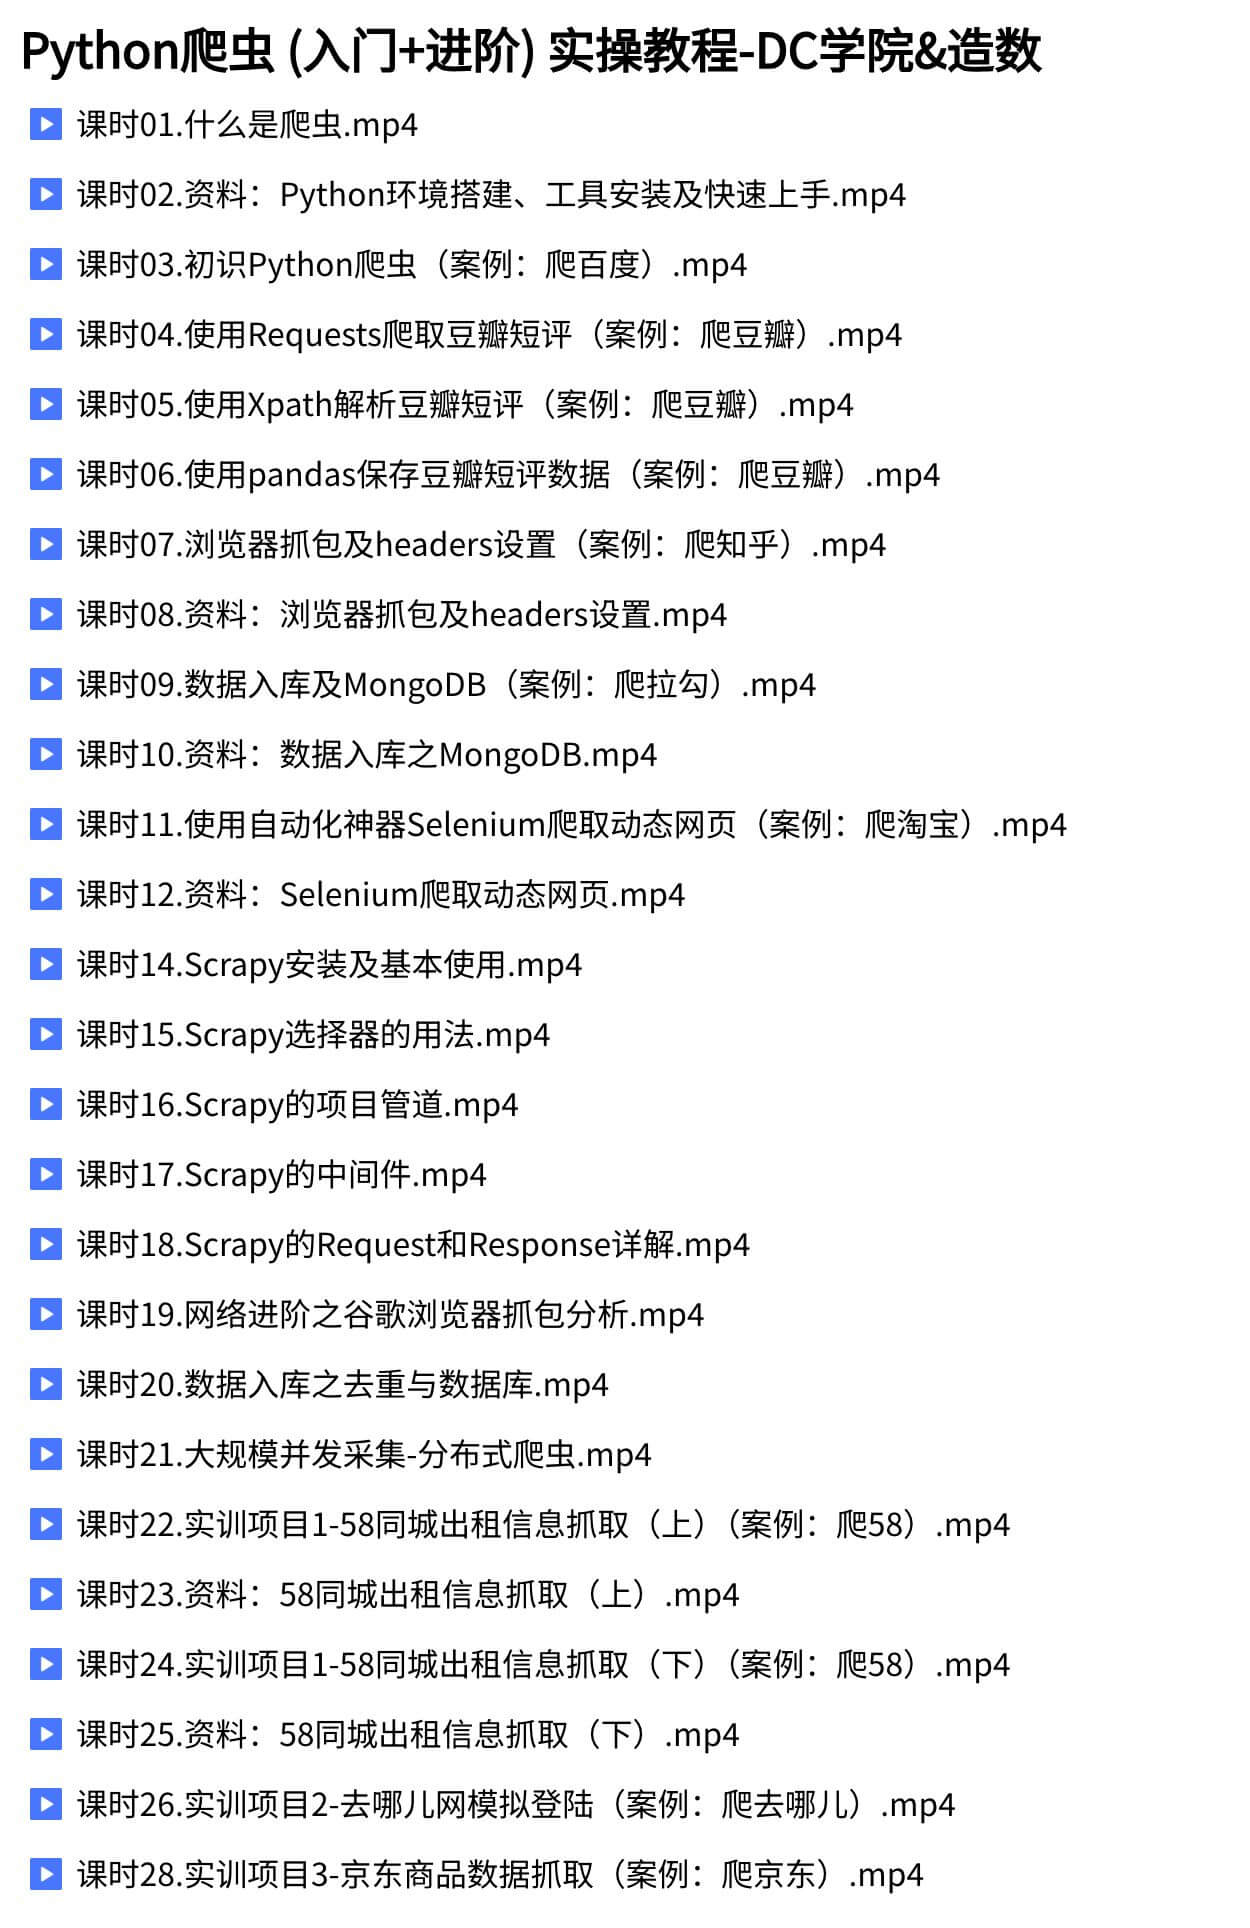 Python爬虫 (入门+进阶) 实操教程-DC学院&造数
课时01.什么是爬虫.mp4
课时02.资料：Python环境搭建、工具安装及快速上手.mp4
课时03.初识Python爬虫（案例：爬百度）.mp4
课时04.使用Requests爬取豆瓣短评（案例：爬豆瓣）.mp4
课时05.使用Xpath解析豆瓣短评（案例：爬豆瓣）.mp4
课时06.使用pandas保存豆瓣短评数据（案例：爬豆瓣）.mp4
课时07.浏览器抓包及headers设置（案例：爬知乎）.mp4
课时08.资料：浏览器抓包及headers设置.mp4
课时09.数据入库及MongoDB（案例：爬拉勾）.mp4
课时10.资料：数据入库之MongoDB.mp4
课时11.使用自动化神器Selenium爬取动态网页（案例：爬淘宝）.mp4
课时12.资料：Selenium爬取动态网页.mp4
课时14.Scrapy安装及基本使用.mp4
课时15.Scrapy选择器的用法.mp4
课时16.Scrapy的项目管道.mp4
课时17.Scrapy的中间件.mp4
课时18.Scrapy的Request和Response详解.mp4
课时19.网络进阶之谷歌浏览器抓包分析.mp4
课时20.数据入库之去重与数据库.mp4
课时21.大规模并发采集-分布式爬虫.mp4
课时22.实训项目1-58同城出租信息抓取（上）（案例：爬58）.mp4
课时23.资料：58同城出租信息抓取（上）.mp4
课时24.实训项目1-58同城出租信息抓取（下）（案例：爬58）.mp4
课时25.资料：58同城出租信息抓取（下）.mp4
课时26.实训项目2-去哪儿网模拟登陆（案例：爬去哪儿）.mp4
课时28.实训项目3-京东商品数据抓取（案例：爬京东）.mp4